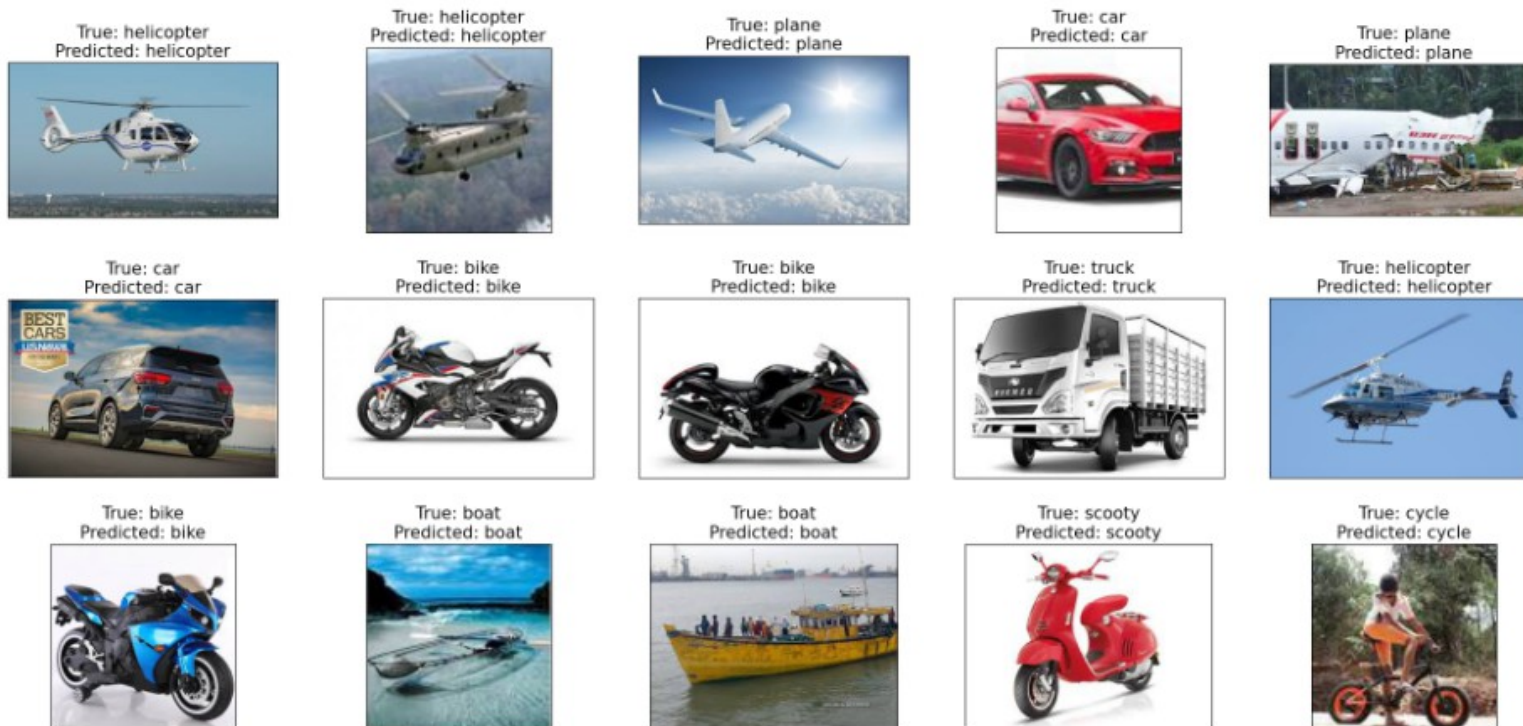 True: helicopter
Predicted: helicopter
True: helicopter
Predicted: helicopter
True: plane
Predicted: plane
True: car
Predicted: car
True: plane
Predicted: plane
True: car
Predicted: car
BEST
CARS
True: bike
Predicted: bike
True: bike
Predicted: bike
True: truck
Predicted: truck
True: helicopter
Predicted: helicopter
True: bike
Predicted: bike
True: boat
Predicted: boat
True: boat
Predicted: boat
True: scooty
Predicted: scooty
True: cycle
Predicted: cycle